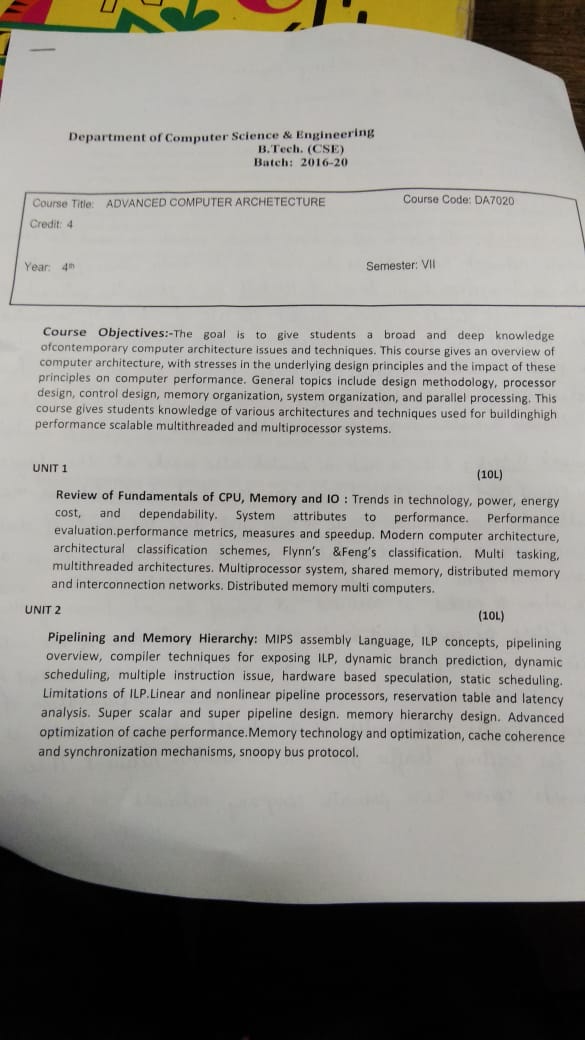 Department of Computer Science & Engineering
B.Tech. (CSE)
Batch: 2016-20
Course Title: ADVANCED COMPUTER ARCHETECTURE Course Code: DA7020
Credit: 4
Year: 4th Semester: VII
Course Objectives:-The goal is to give students a broad and deep knowledge
ofcontemporary computer architecture issues and techniques. This course gives an overview of
computer architecture, with stresses in the underlying design principles and the impact of these
principles on computer performance. General topics include design methodology, processor
design, control design, memory organization, system organization, and parallel processing. This
course gives students knowledge of various architectures and techniques used for buildinghigh
performance scalable multithreaded and multiprocessor systems.
UNIT 1
(10L)
Review of Fundamentals of CPU, Memory and IO : Trends in technology, power, energy
cost, and dependability. System attributes to performance. Performance
evaluation.performance metrics, measures and speedup. Modern computer architecture,
architectural classification schemes, Flynn's &Feng's classification. Multi tasking,
multithreaded architectures. Multiprocessor system, shared memory, distributed memory
and interconnection networks. Distributed memory multi computers.
UNIT 2
(10L)
Pipelining and Memory Hierarchy: MIPS assembly Language, ILP concepts, pipelining
overview, compiler techniques for exposing ILP, dynamic branch prediction, dynamic
scheduling, multiple instruction issue, hardware based speculation, static scheduling.
Limitations of ILP.Linear and nonlinear pipeline processors, reservation table and latency
analysis. Super scalar and super pipeline design. memory hierarchy design. Advanced
optimization of cache performance.Memory technology and optimization, cache coherence
and synchronization mechanisms, snoopy bus protocol.